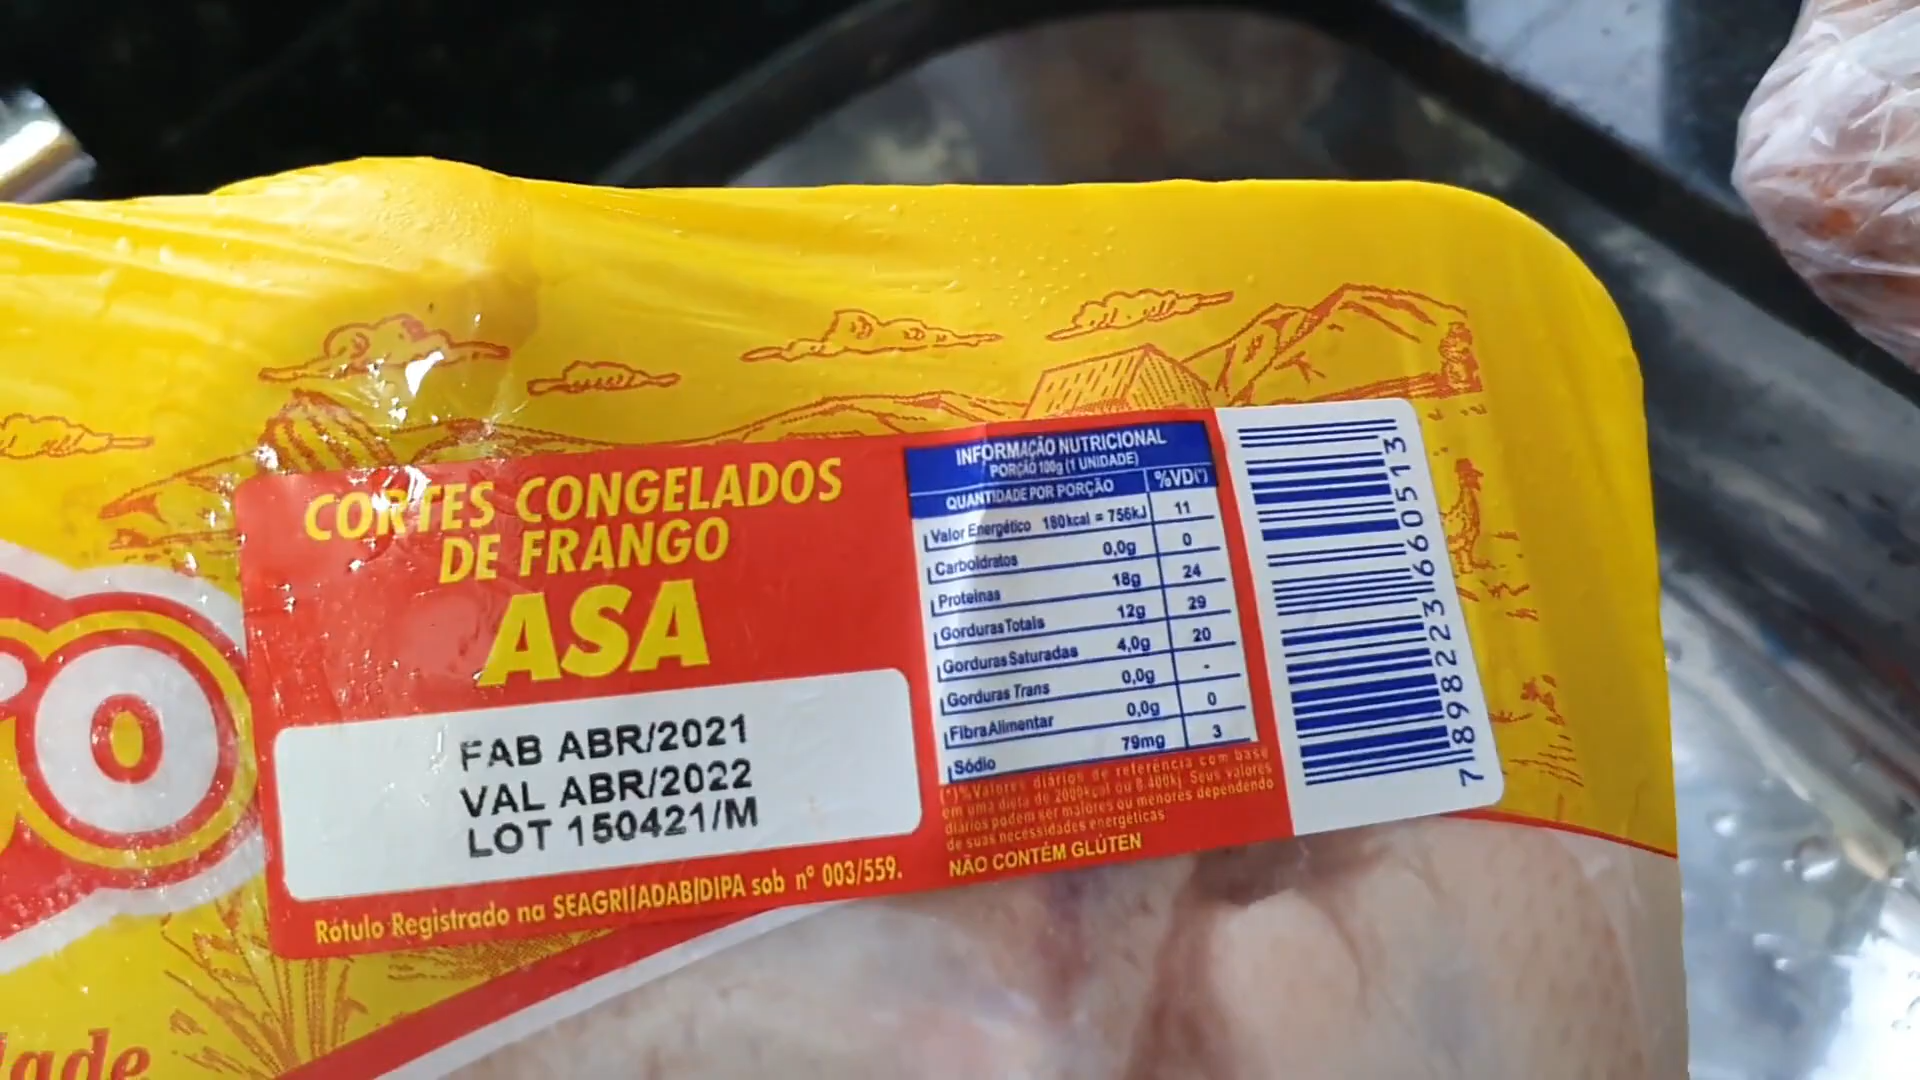 CORTES CONGELADOS
DE FRANGO
ASA
FAB ABR/2021
VAL ABR/2022
LOT 150421/M
Rótulo Registrado na SEAGRI|ADAB|DIPA sob nº 003/559.
INFORMAÇÃO NUTRICIONAL
PORÇÃO 100g (1 UNIDADE)
QUANTIDADE POR PORÇÃO %VD(*)
Valor Energético 180kcal = 756kJ 11
Carboidratos 0,0g 0
Proteínas 18g 24
Gorduras Totais 12g 29
Gorduras Saturadas 4,0g 20
Gorduras Trans 0,0g -
Fibra Alimentar 0,0g 0
Sódio 79mg 3
(*)%Valores diários de referência com base
em uma dieta de 2000kcal ou 8.400kj. Seus valores
diários podem ser maiores ou menores dependendo
de suas necessidades energéticas
NÃO CONTÉM GLÚTEN
7 898223 660513
o
dade